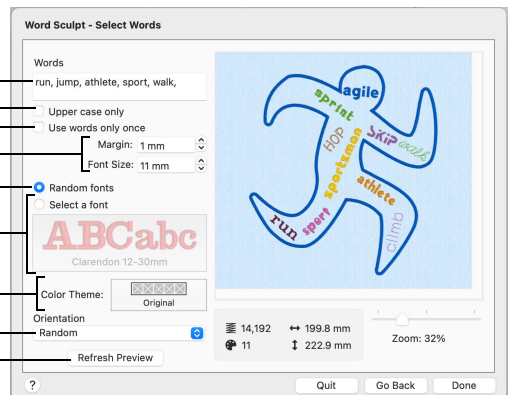 Word Sculpt - Select Words
Words
run, jump, athlete, sport, walk,
Upper case only
Use words only once
Margin: 1 mm
Font Size: 11 mm
Random fonts
Select a font
ABCabc
Clarendon 12-30mm
Color Theme:
Original
Orientation
Random
Refresh Preview
agile
sprint
HOP
SKIP
walk
sportsmon
athlete
run
sport
climb
14,192
199.8 mm
11
222.9 mm
Zoom: 32%
?
Quit
Go Back
Done